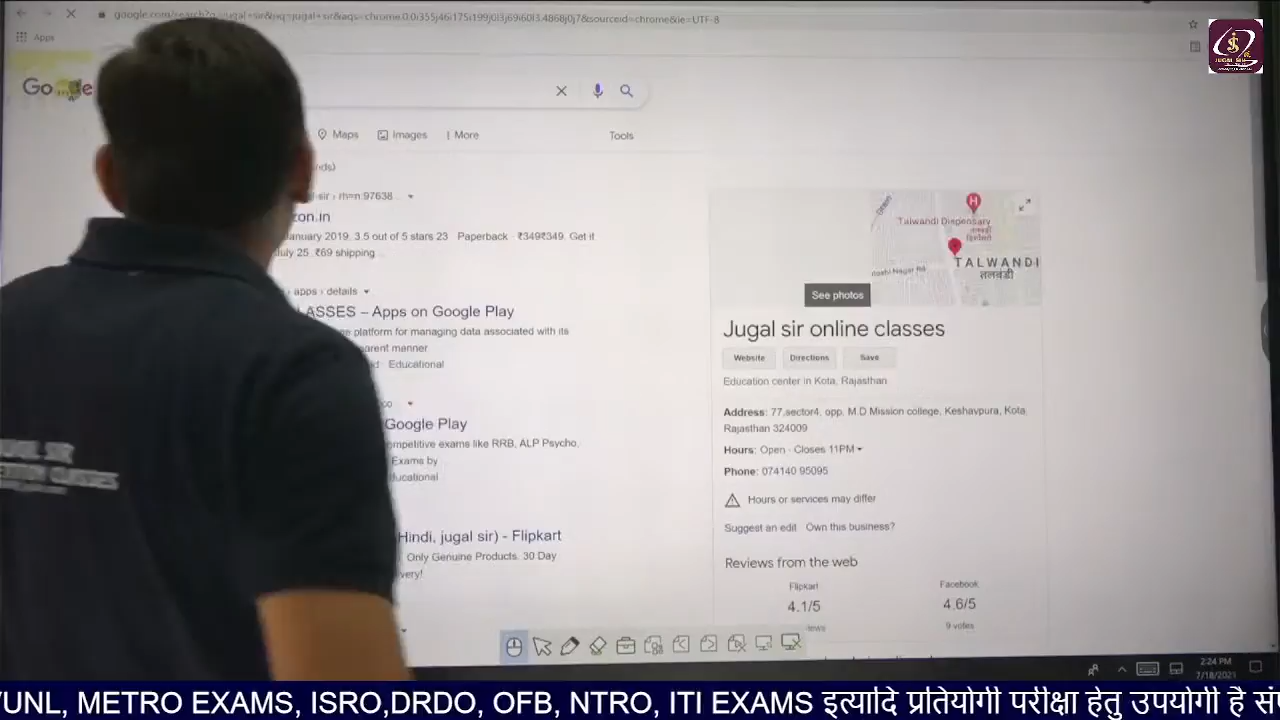 google.com/search?q=jugal+sir&oq=jugal+sir&aqs=chrome.0.0i355j46i175i199j0l3j69i60l3.4868j0j7&sourceid=chrome&ie=UTF-8
Apps
JUGAL SIR
Maps
Images
More
Tools
zon.in
January 2019, 3.5 out of 5 stars 23 Paperback · ₹349₹349. Get it
July 25. ₹69 shipping
› apps › details
LASSES – Apps on Google Play
platform for managing data associated with its
parent manner
Educational
Google Play
competitive exams like RRB, ALP Psycho,
Exams by
ducational
Hindi, jugal sir) - Flipkart
Only Genuine Products. 30 Day
very!
Talwandi Dispensary
TALWANDI
तलवंडी
See photos
Jugal sir online classes
Website
Directions
Save
Education center in Kota, Rajasthan
Address: 77,sector4, opp. M.D Mission college, Keshavpura, Kota,
Rajasthan 324009
Hours: Open · Closes 11PM
Phone: 074140 95095
Hours or services may differ
Suggest an edit · Own this business?
Reviews from the web
Flipkart
4.1/5
Facebook
4.6/5
9 votes
2:24 PM
7/18/2021
VUNL, METRO EXAMS, ISRO,DRDO, OFB, NTRO, ITI EXAMS इत्यादि प्रतियोगी परीक्षा हेतु उपयोगी है सं